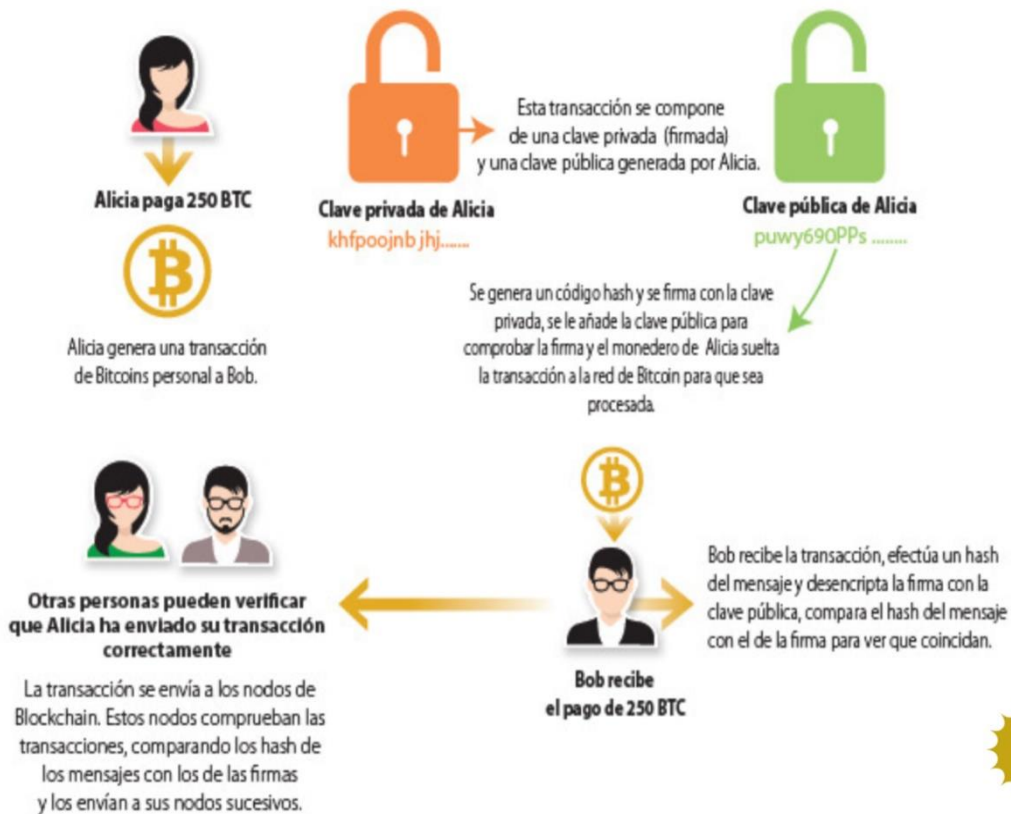 Alicia paga 250 BTC
Alicia genera una transacción
de Bitcoins personal a Bob.
Clave privada de Alicia
khfpoojnb jhj.......
Esta transacción se compone
de una clave privada (firmada)
y una clave pública generada por Alicia.
Clave pública de Alicia
puwy690PPs ........
Se genera un código hash y se firma con la clave
privada, se le añade la clave pública para
comprobar la firma y el monedero de Alicia suelta
la transacción a la red de Bitcoin para que sea
procesada.
Bob recibe
el pago de 250 BTC
Bob recibe la transacción, efectúa un hash
del mensaje y desencripta la firma con la
clave pública, compara el hash del mensaje
con el de la firma para ver que coincidan.
Otras personas pueden verificar
que Alicia ha enviado su transacción
correctamente
La transacción se envía a los nodos de
Blockchain. Estos nodos comprueban las
transacciones, comparando los hash de
los mensajes con los de las firmas
y los envían a sus nodos sucesivos.